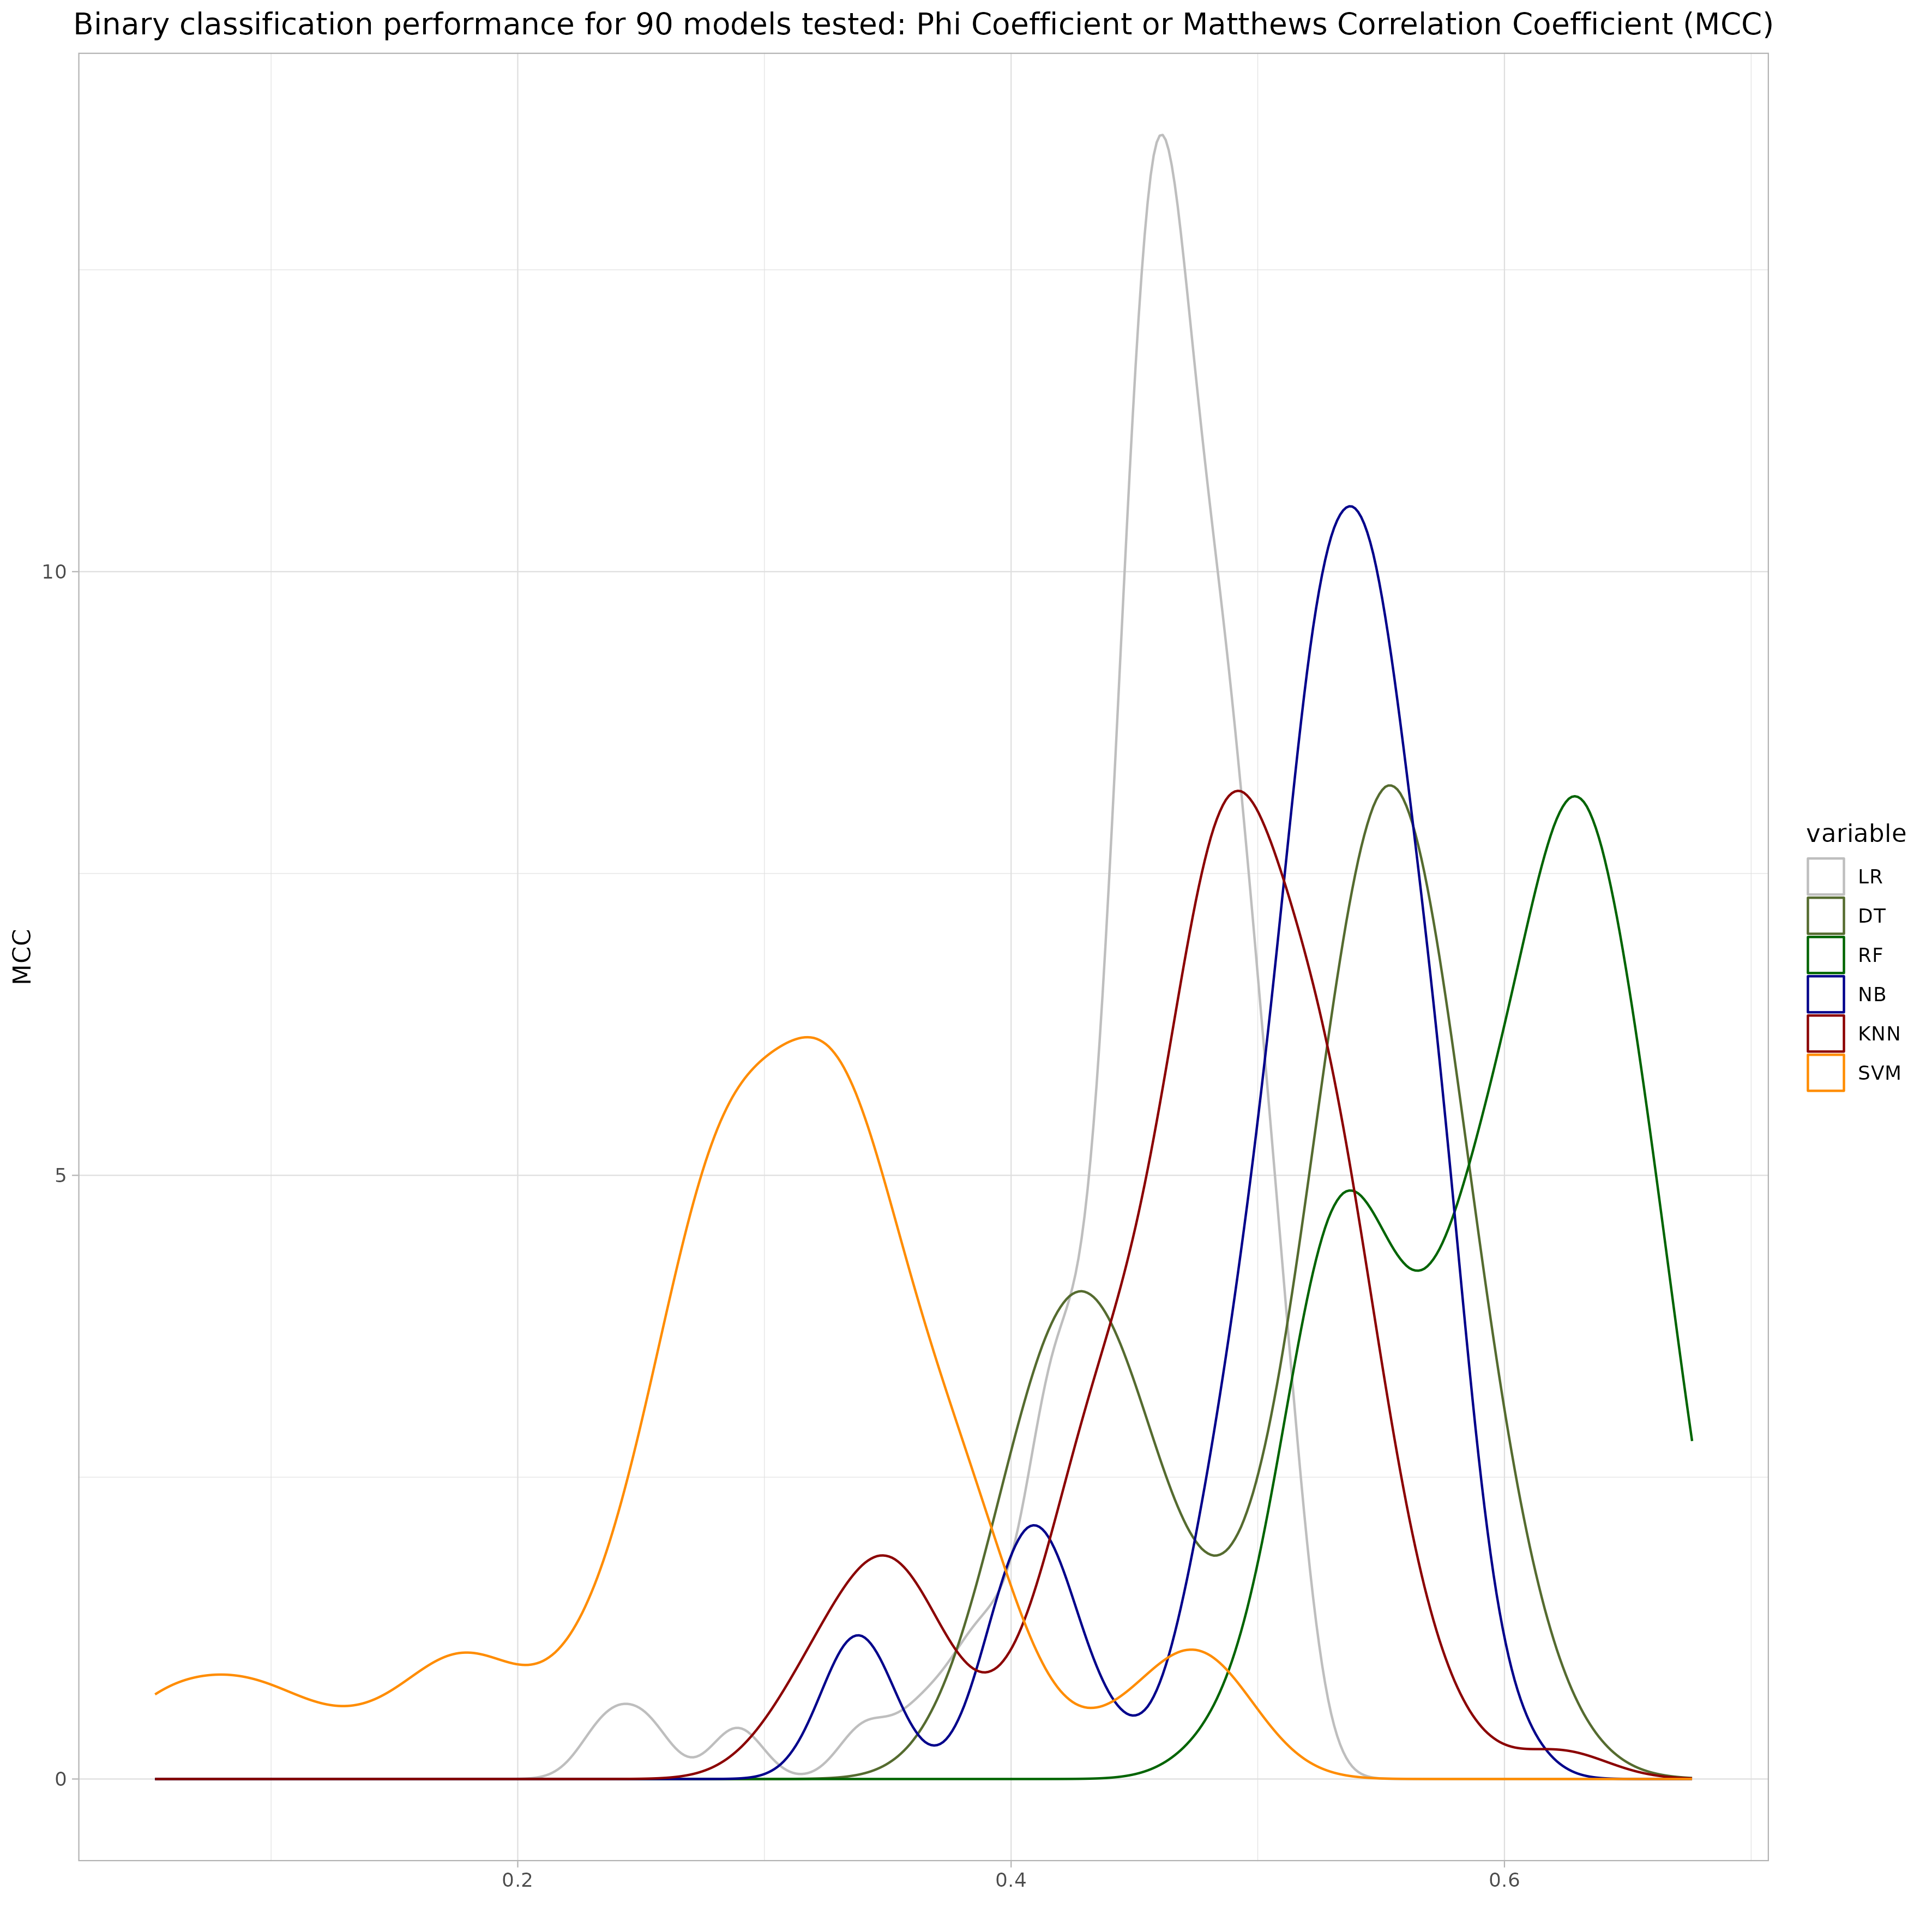 Binary classification performance for 90 models tested: Phi Coefficient or Matthews Correlation Coefficient (MCC)
MCC
10
5
0
0.2
0.4
0.6
variable
LR
DT
RF
NB
KNN
SVM